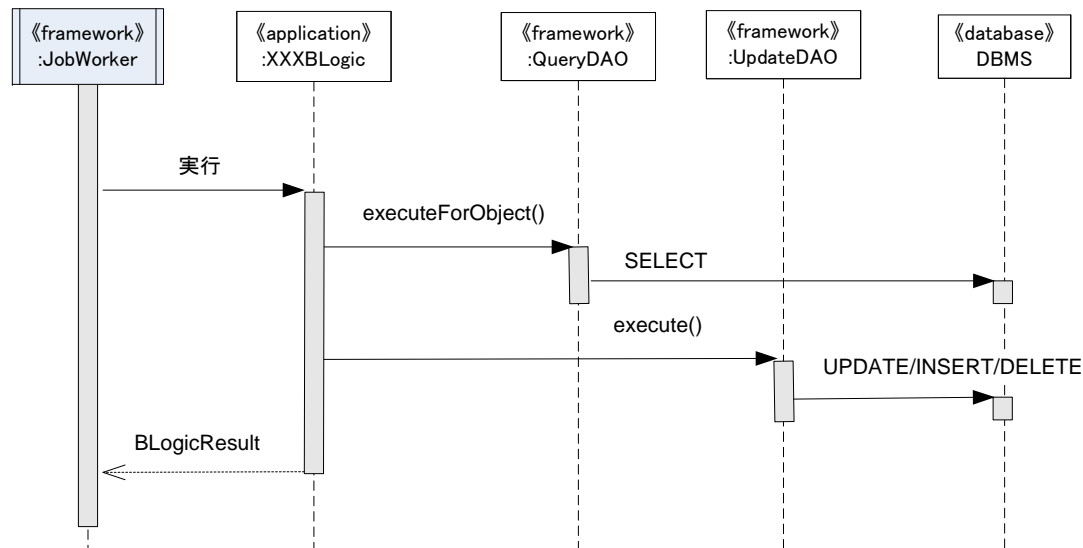 《framework》
:JobWorker
《application》
:XXXBLogic
《framework》
:QueryDAO
《framework》
:UpdateDAO
《database》
DBMS
実行
executeForObject()
SELECT
execute()
UPDATE/INSERT/DELETE
BLogicResult